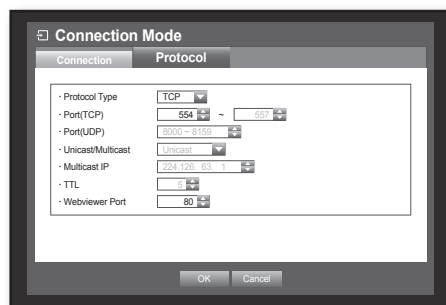 Connection Mode
Connection Protocol
· Protocol Type TCP
· Port(TCP) 554 ~ 557
· Port(UDP) 8000 ~ 8159
· Unicast/Multicast Unicast
· Multicast IP 224.126. 63. 1
· TTL 5
· Webviewer Port 80
OK Cancel